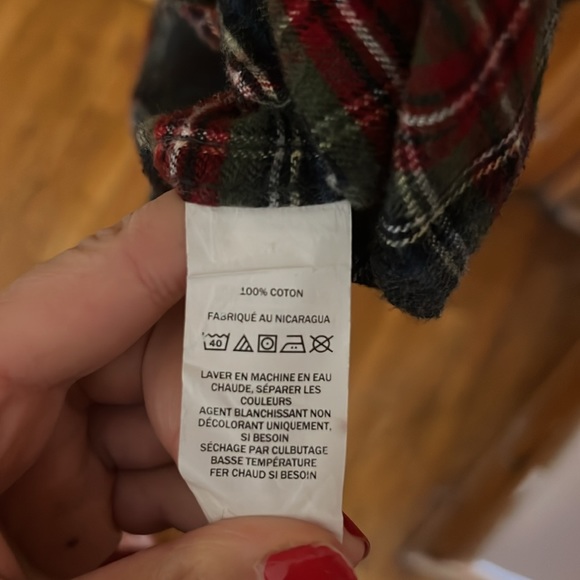 100% COTON
FABRIQUÉ AU NICARAGUA
40
LAVER EN MACHINE EN EAU
CHAUDE, SÉPARER LES
COULEURS
AGENT BLANCHISSANT NON
DÉCOLORANT UNIQUEMENT,
SI BESOIN
SÉCHAGE PAR CULBUTAGE
BASSE TEMPÉRATURE
FER CHAUD SI BESOIN